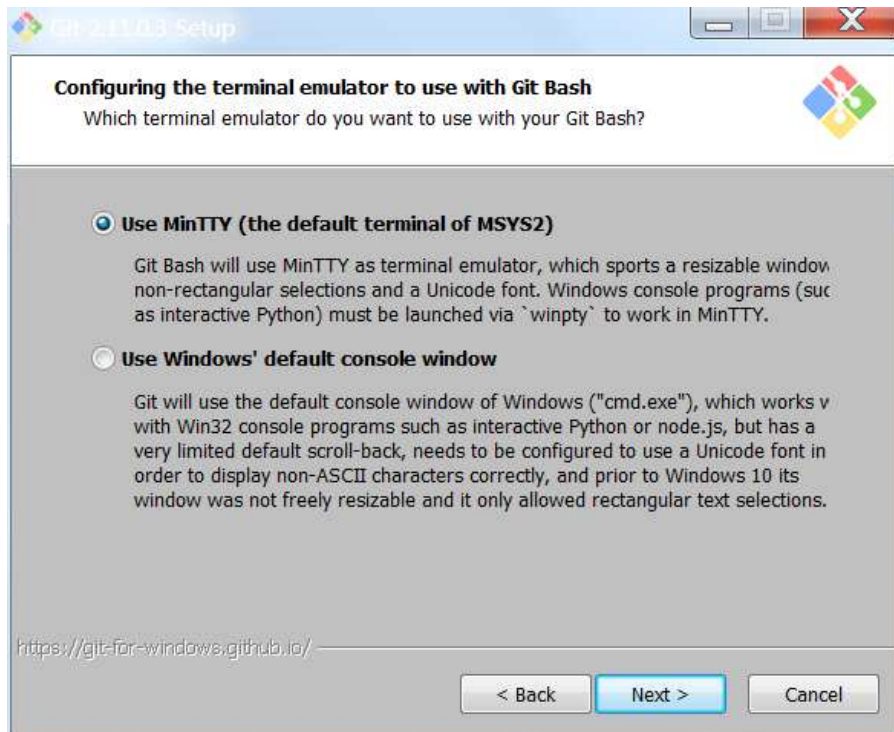 Git 2.11.0.3 Setup
Configuring the terminal emulator to use with Git Bash
Which terminal emulator do you want to use with your Git Bash?
Use MinTTY (the default terminal of MSYS2)
Git Bash will use MinTTY as terminal emulator, which sports a resizable window
non-rectangular selections and a Unicode font. Windows console programs (suc
as interactive Python) must be launched via `winpty` to work in MinTTY.
Use Windows' default console window
Git will use the default console window of Windows ("cmd.exe"), which works v
with Win32 console programs such as interactive Python or node.js, but has a
very limited default scroll-back, needs to be configured to use a Unicode font in
order to display non-ASCII characters correctly, and prior to Windows 10 its
window was not freely resizable and it only allowed rectangular text selections.
https://git-for-windows.github.io/
< Back Next > Cancel